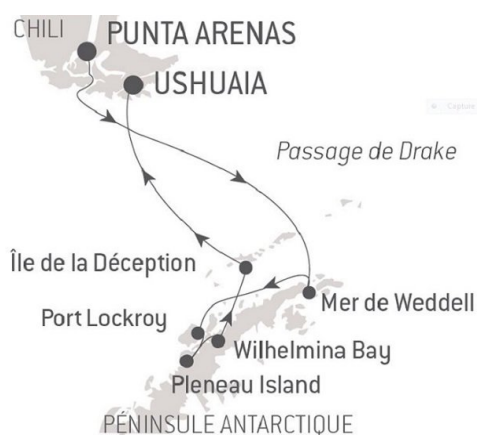 CHILI
PUNTA ARENAS
USHUAIA
Capture
Passage de Drake
Île de la Déception
Mer de Weddell
Port Lockroy
Wilhelmina Bay
Pleneau Island
PÉNINSULE ANTARCTIQUE